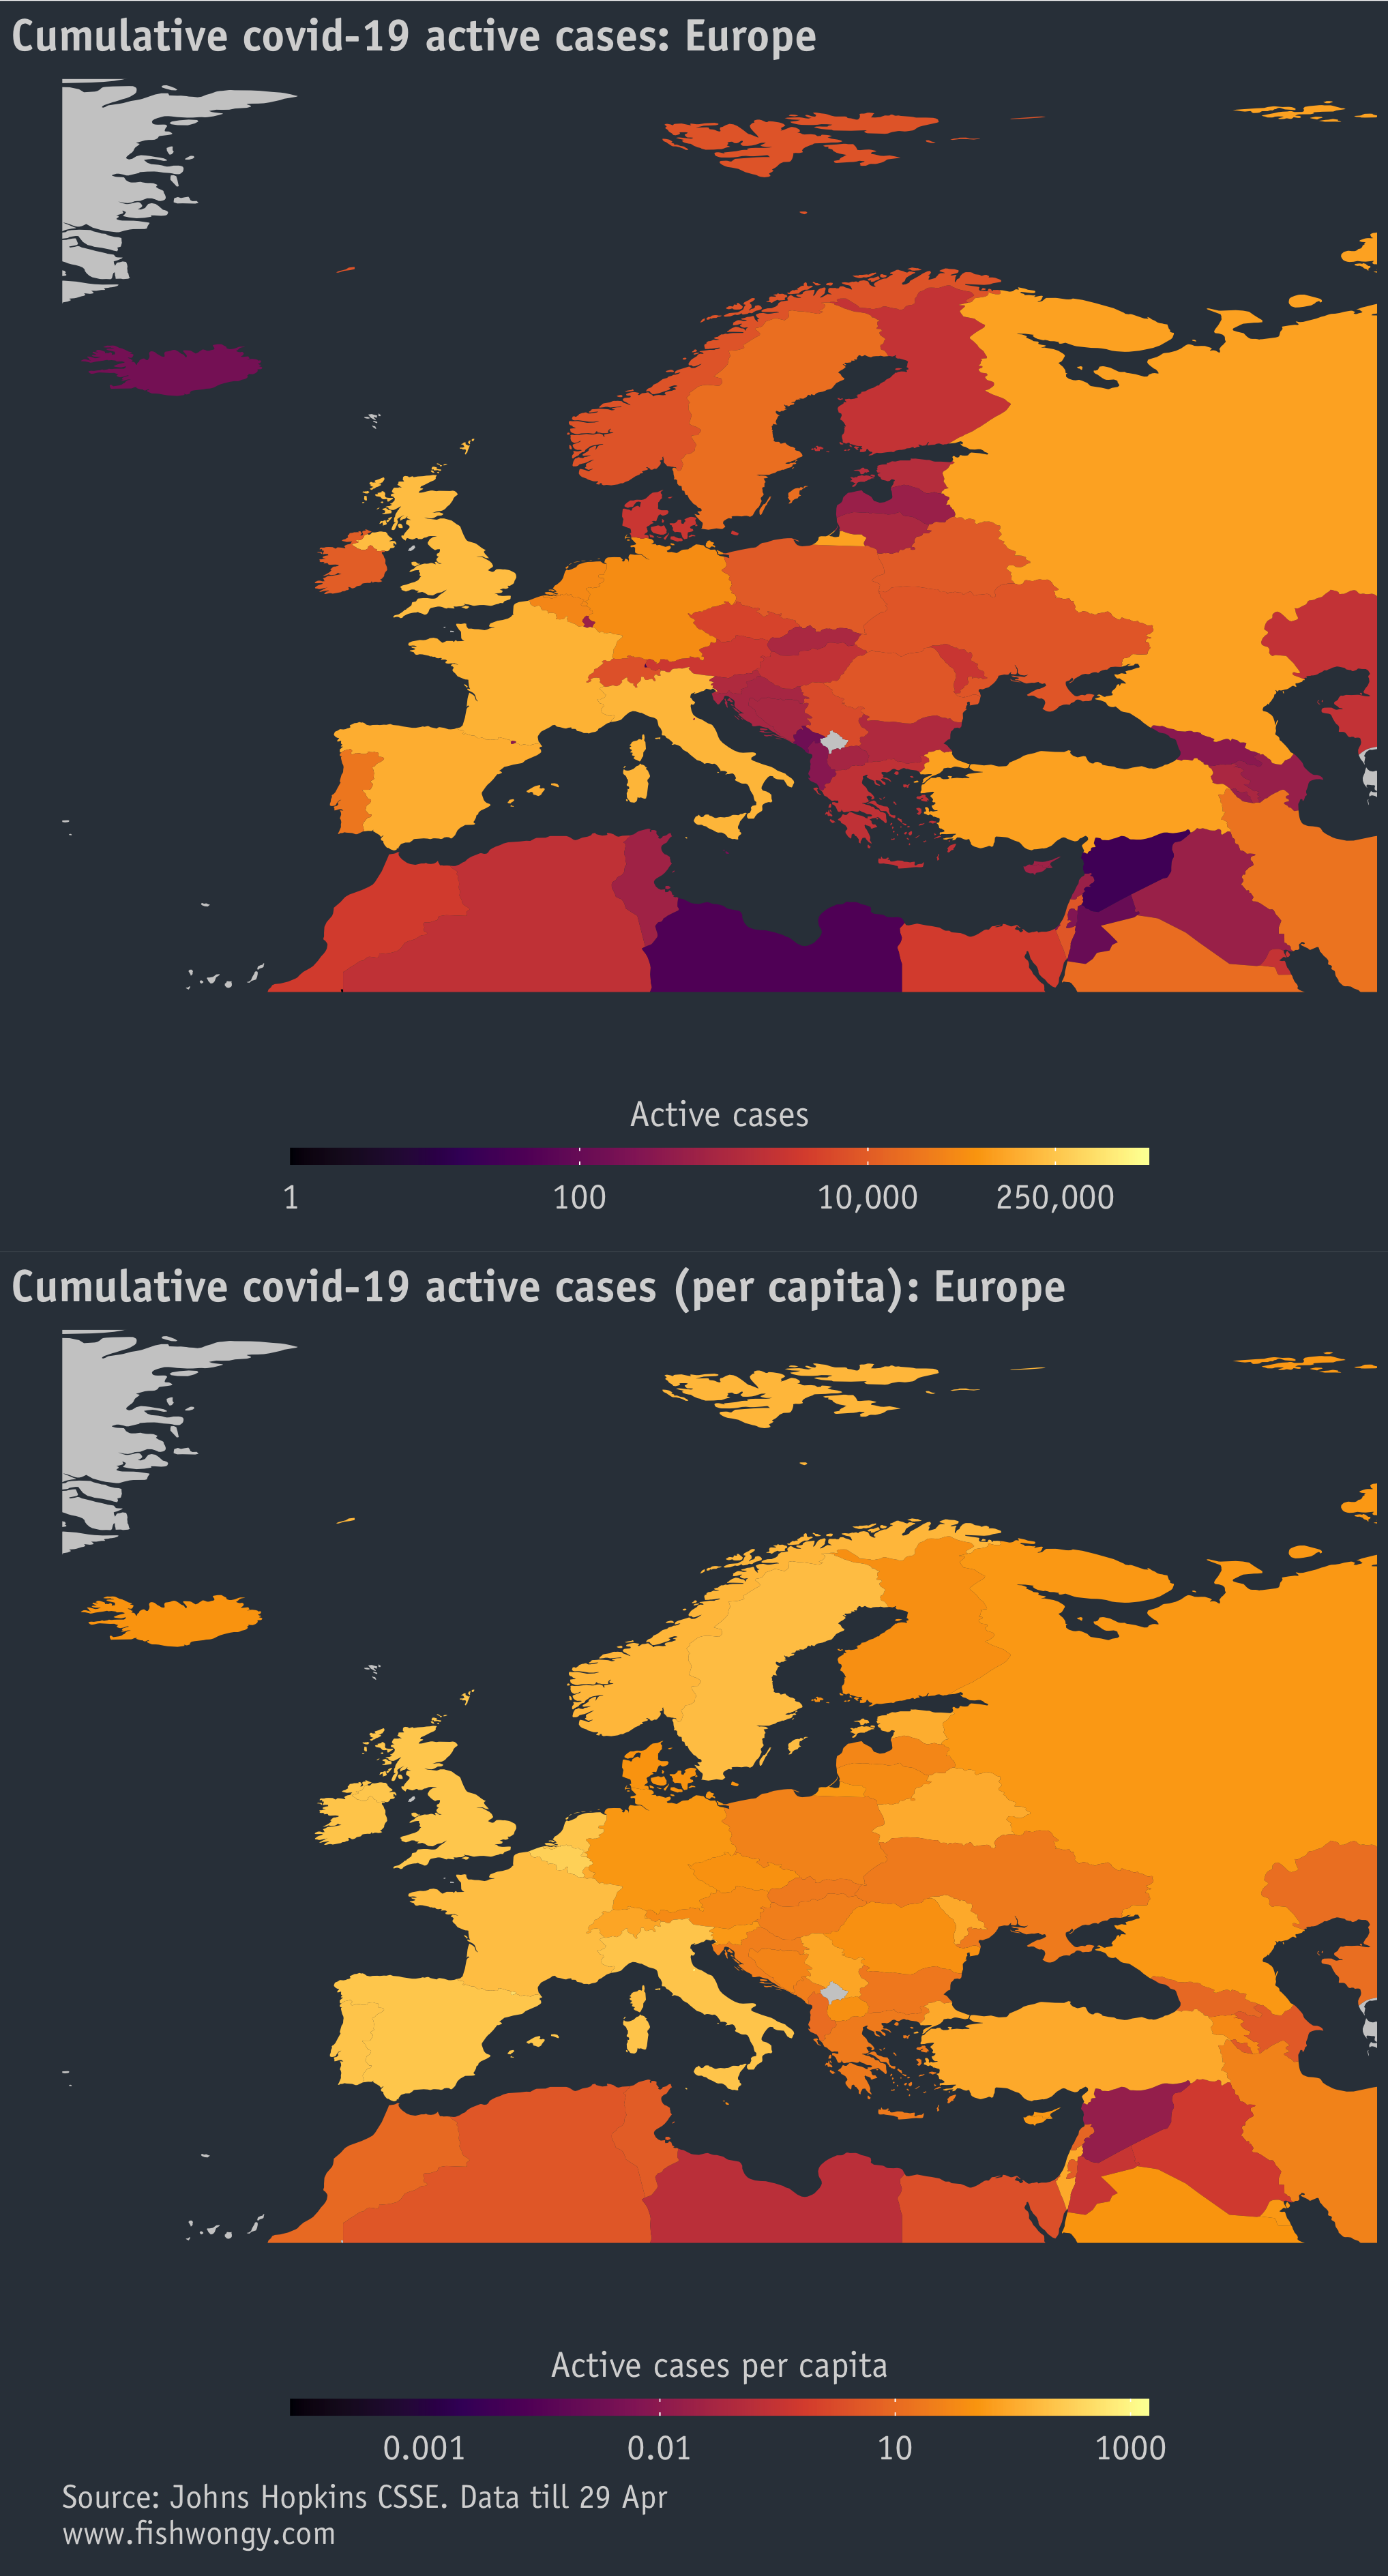 Cumulative covid-19 active cases: Europe
Active cases
1 100 10,000 250,000
Cumulative covid-19 active cases (per capita): Europe
Active cases per capita
0.001 0.01 10 1000
Source: Johns Hopkins CSSE. Data till 29 Apr
www.fishwongy.com